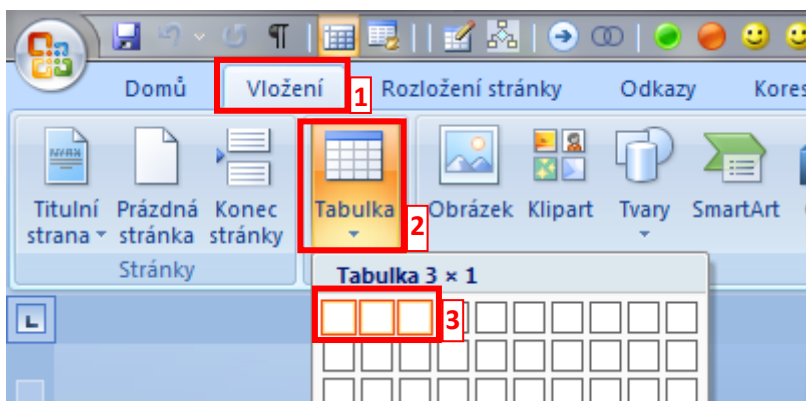 Domů Vložení 1 Rozložení stránky Odkazy Kores
Titulní strana Prázdná stránka Konec stránky Tabulka 2 Obrázek Klipart Tvary SmartArt
Stránky
Tabulka 3 × 1
3